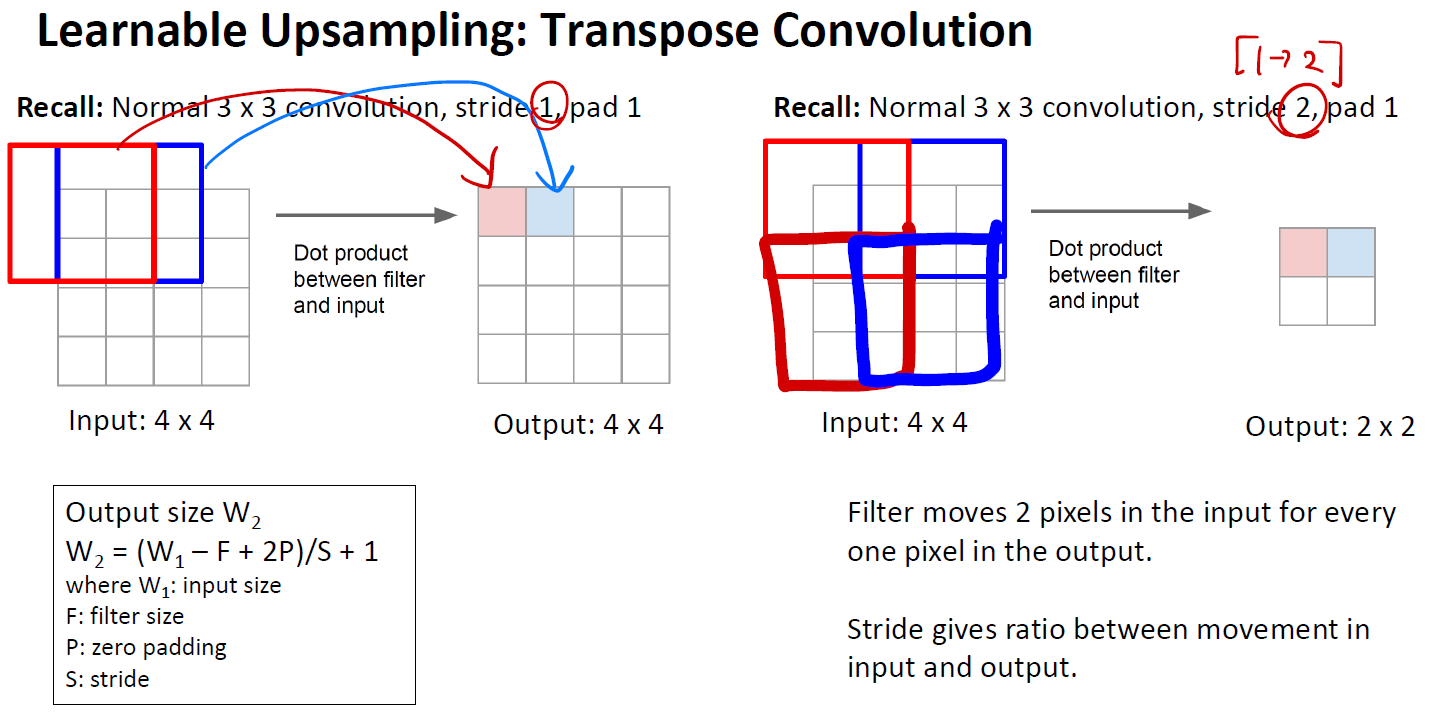 Learnable Upsampling: Transpose Convolution
[1→2]
Recall: Normal 3 x 3 convolution, stride 1, pad 1
Recall: Normal 3 x 3 convolution, stride 2, pad 1
Dot product
between filter
and input
Dot product
between filter
and input
Input: 4 x 4
Output: 4 x 4
Input: 4 x 4
Output: 2 x 2
Output size W₂
W₂ = (W₁ – F + 2P)/S + 1
where W₁: input size
F: filter size
P: zero padding
S: stride
Filter moves 2 pixels in the input for every
one pixel in the output.
Stride gives ratio between movement in
input and output.